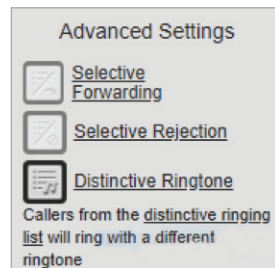 Advanced Settings
Selective
Forwarding
Selective Rejection
Distinctive Ringtone
Callers from the distinctive ringing
list will ring with a different
ringtone